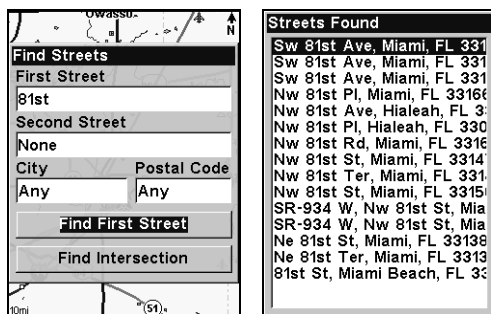 Owasso
N
Find Streets
First Street
81st
Second Street
None
City Postal Code
Any Any
Find First Street
Find Intersection
10mi
51
Streets Found
Sw 81st Ave, Miami, FL 331
Sw 81st Ave, Miami, FL 331
Sw 81st Ave, Miami, FL 331
Nw 81st Pl, Miami, FL 33166
Nw 81st Ave, Hialeah, FL 3
Nw 81st Pl, Hialeah, FL 330
Nw 81st Rd, Miami, FL 3316
Nw 81st St, Miami, FL 33147
Nw 81st Ter, Miami, FL 331
Nw 81st St, Miami, FL 3315
SR-934 W, Nw 81st St, Mia
SR-934 W, Nw 81st St, Mia
Ne 81st St, Miami, FL 33138
Ne 81st Ter, Miami, FL 3313
81st St, Miami Beach, FL 33